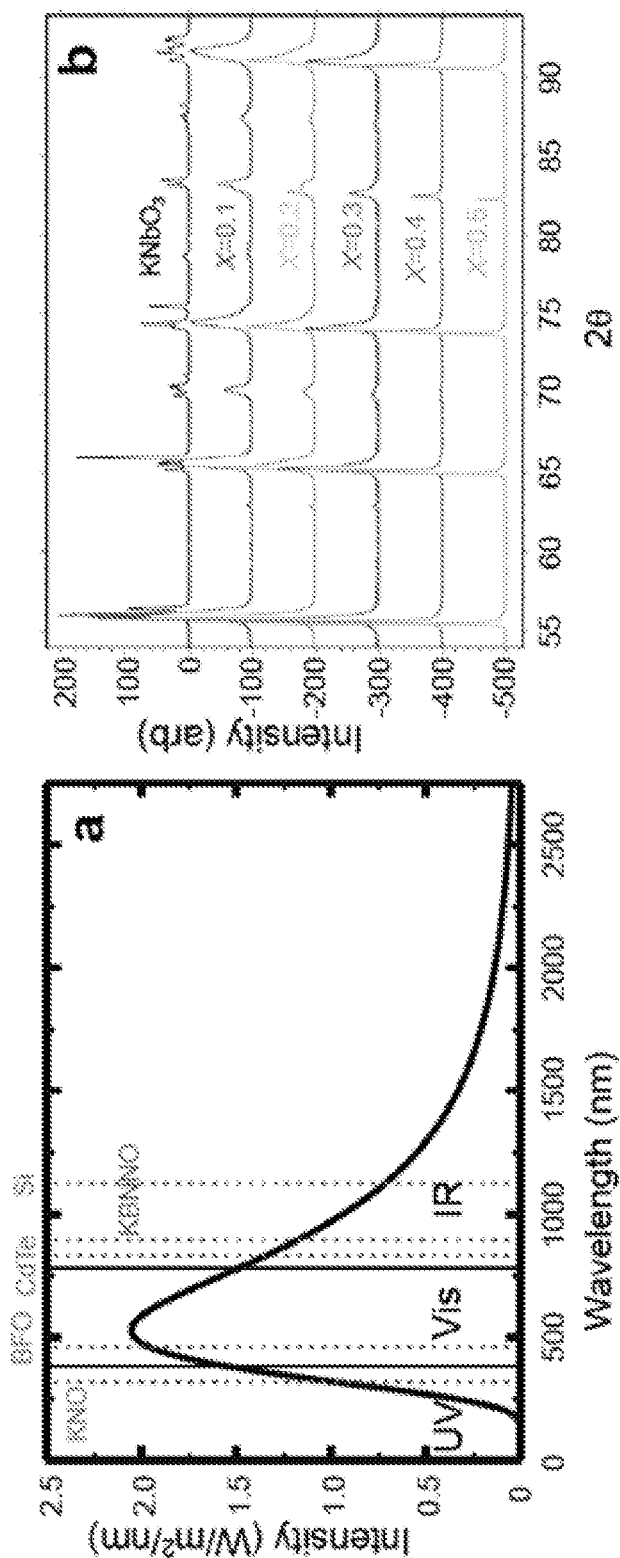 a
KNO
BFO
CdTe
Si
KBNNO
UV
Vis
IR
Intensity (W/m²/nm)
2.5
2.0
1.5
1.0
0.5
0
0
500
1000
1500
2000
2500
Wavelength (nm)
b
Intensity (arb)
200
100
0
-100
-200
-300
-400
-500
KNbO₃
X=0.1
X=0.2
X=0.3
X=0.4
X=0.5
55
60
65
70
75
80
85
90
2θ